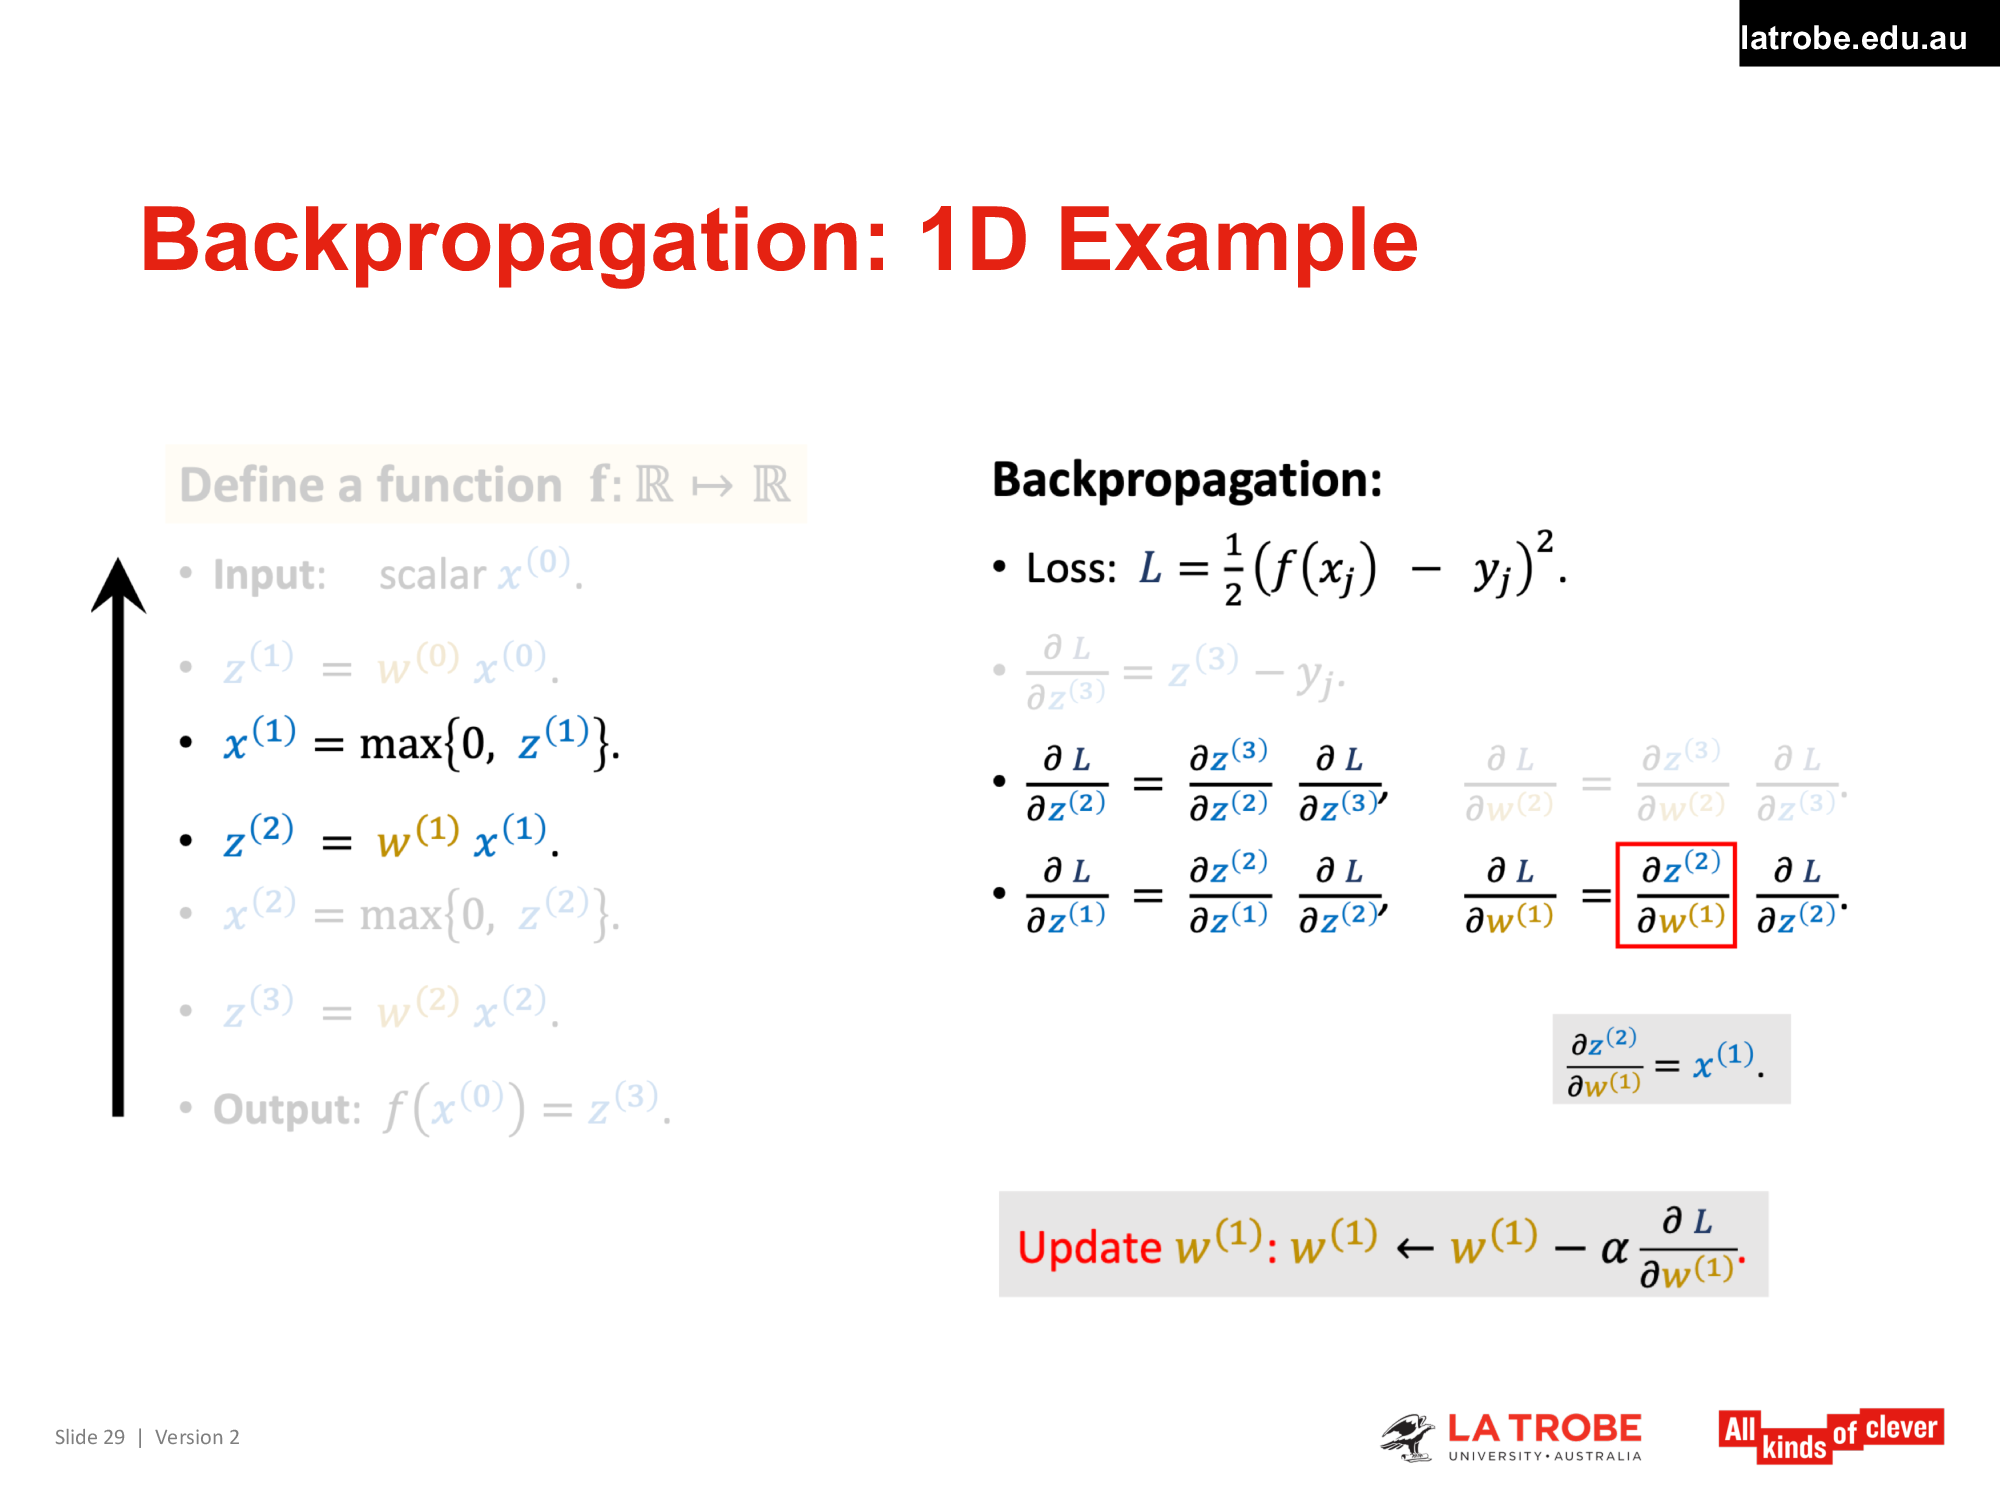 latrobe.edu.au
Backpropagation: 1D Example
Define a function f: ℝ ↦ ℝ
• Input: scalar x^(0).
• z^(1) = w^(0) x^(0).
• x^(1) = max{0, z^(1)}.
• z^(2) = w^(1) x^(1).
• x^(2) = max{0, z^(2)}.
• z^(3) = w^(2) x^(2).
• Output: f(x^(0)) = z^(3).
Backpropagation:
• Loss: L = 1/2 (f(x_j) − y_j)^2.
• ∂L/∂z^(3) = z^(3) − y_j.
• ∂L/∂z^(2) = ∂z^(3)/∂z^(2) ∂L/∂z^(3), ∂L/∂w^(2) = ∂z^(3)/∂w^(2) ∂L/∂z^(3).
• ∂L/∂z^(1) = ∂z^(2)/∂z^(1) ∂L/∂z^(2), ∂L/∂w^(1) = ∂z^(2)/∂w^(1) ∂L/∂z^(2).
∂z^(2)/∂w^(1) = x^(1).
Update w^(1): w^(1) ← w^(1) − α ∂L/∂w^(1).
Slide 29 | Version 2
LA TROBE
UNIVERSITY • AUSTRALIA
All kinds of clever